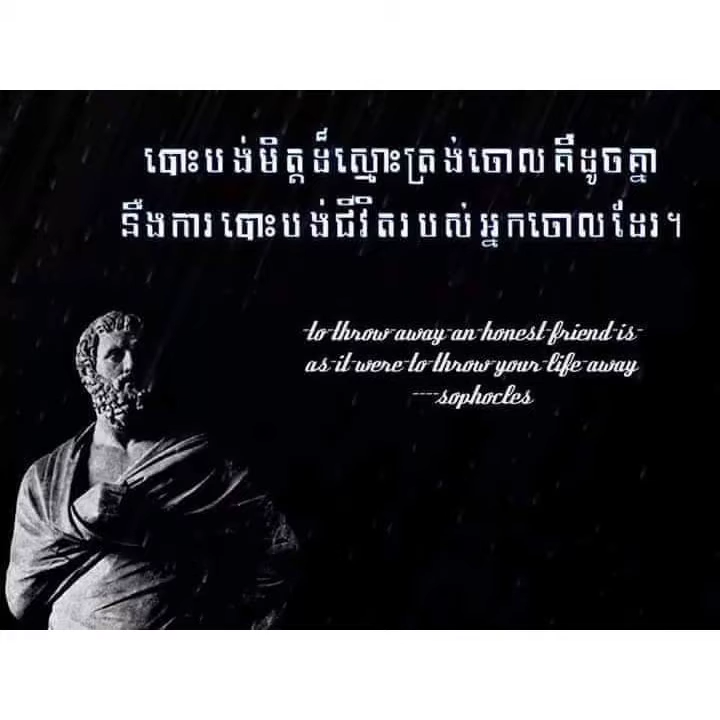 បោះបង់មិត្តដ៏ស្មោះត្រង់ចោល គឺដូចគ្នា
នឹងការ បោះបង់ជីវិតរបស់អ្នកចោលដែរ។
to throw away an honest friend is
as it were to throw your life away
----sophocles